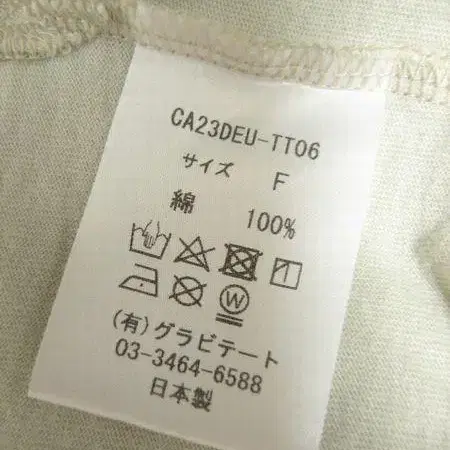 CA23DEU-TT06
サイズ F
綿 100%
W
(有)グラビテート
03-3464-6588
日本製